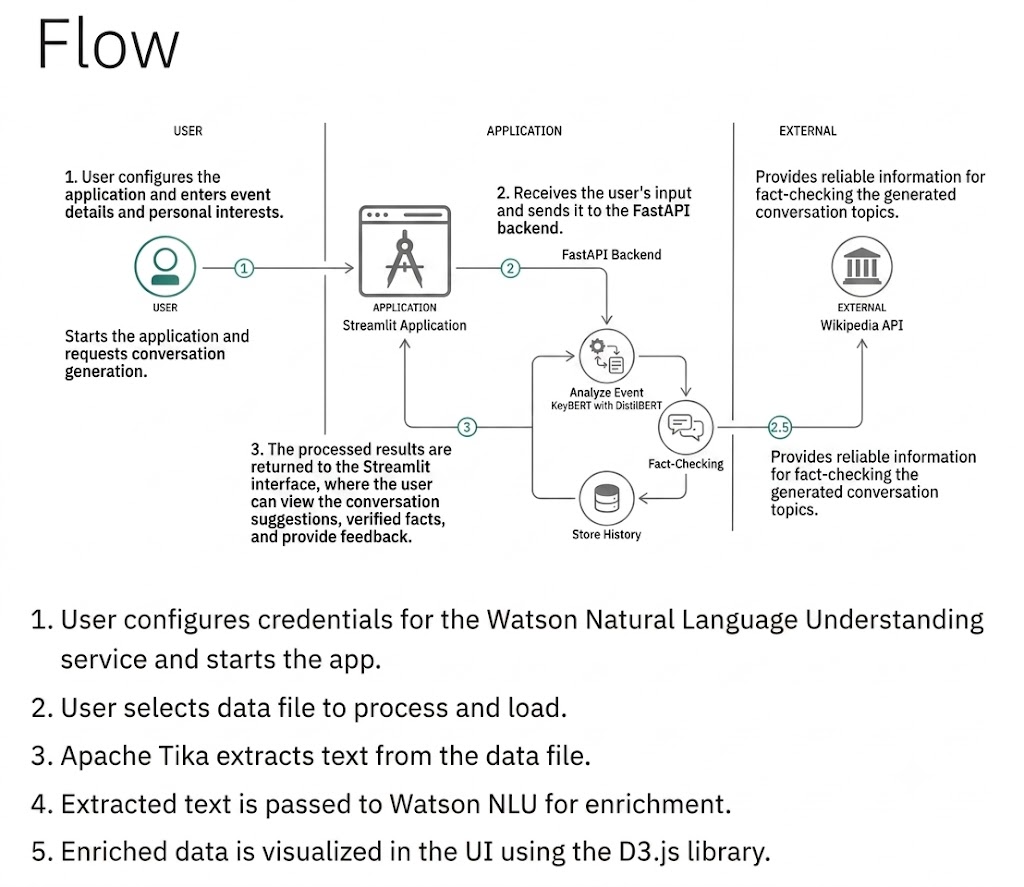 Flow
USER
APPLICATION
EXTERNAL
1. User configures the
application and enters event
details and personal interests.
1
USER
Starts the application and
requests conversation
generation.
2. Receives the user's input
and sends it to the FastAPI
backend.
2
FastAPI Backend
APPLICATION
Streamlit Application
Analyze Event
KeyBERT with DistilBERT
Fact-Checking
Store History
3
3. The processed results are
returned to the Streamlit
interface, where the user
can view the conversation
suggestions, verified facts,
and provide feedback.
Provides reliable information for
fact-checking the generated
conversation topics.
EXTERNAL
Wikipedia API
2.5
Provides reliable information
for fact-checking the
generated conversation
topics.
1. User configures credentials for the Watson Natural Language Understanding
service and starts the app.
2. User selects data file to process and load.
3. Apache Tika extracts text from the data file.
4. Extracted text is passed to Watson NLU for enrichment.
5. Enriched data is visualized in the UI using the D3.js library.